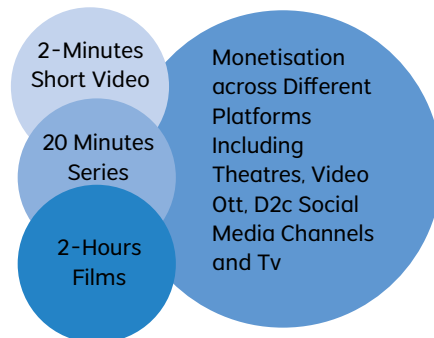 2-Minutes
Short Video
20 Minutes
Series
2-Hours
Films
Monetisation
across Different
Platforms
Including
Theatres, Video
Ott, D2c Social
Media Channels
and Tv